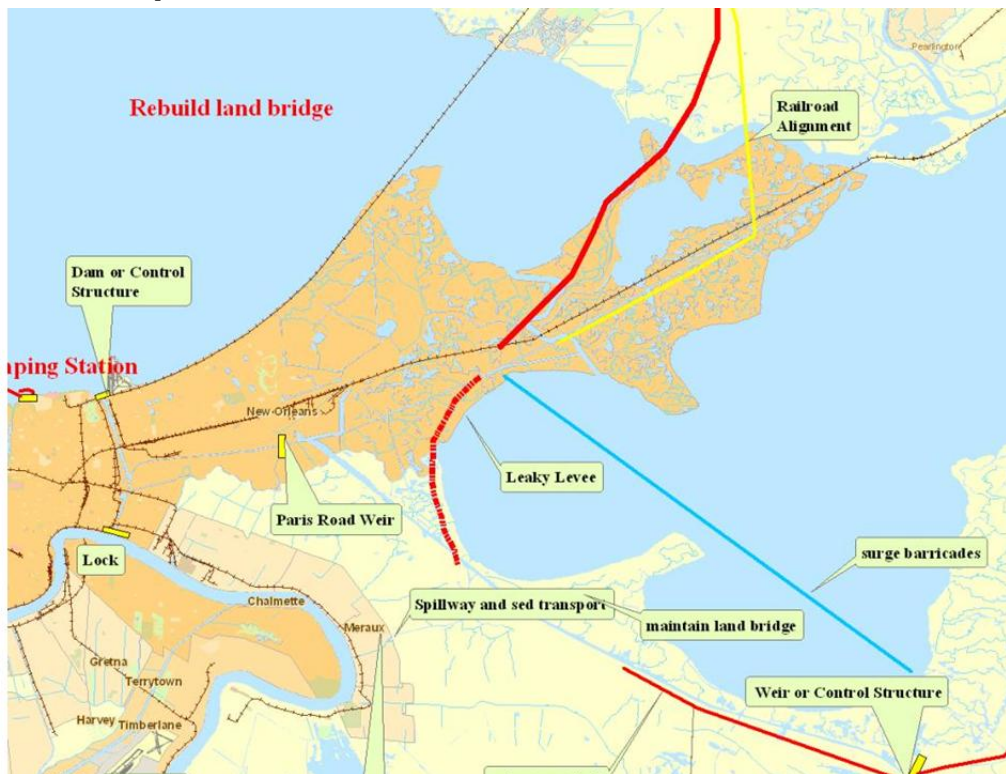 Pearlington
Rebuild land bridge
Railroad
Alignment
Dam or Control
Structure
aping Station
New Orleans
Leaky Levee
Paris Road Weir
Lock
surge barricades
Chalmette
Spillway and sed transport
Meraux
maintain land bridge
Gretna
Terrytown
Weir or Control Structure
Harvey
Timberlane